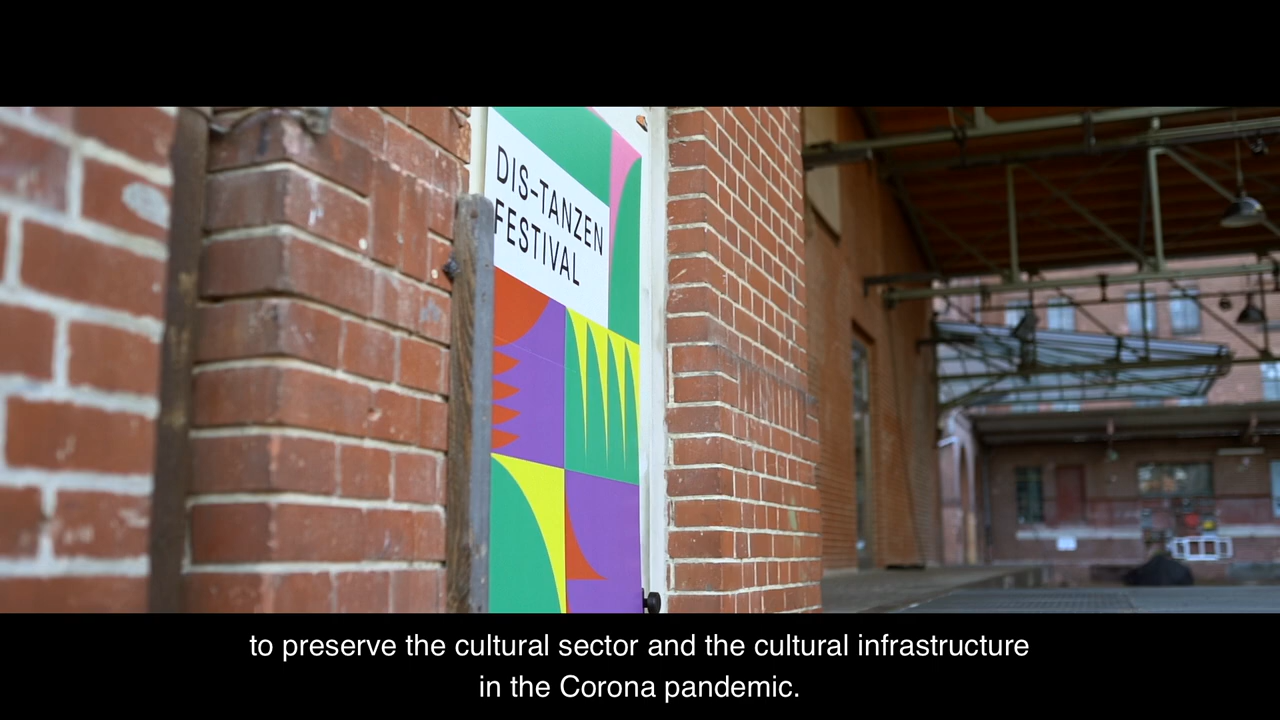 DIS-TANZEN
FESTIVAL
to preserve the cultural sector and the cultural infrastructure
in the Corona pandemic.